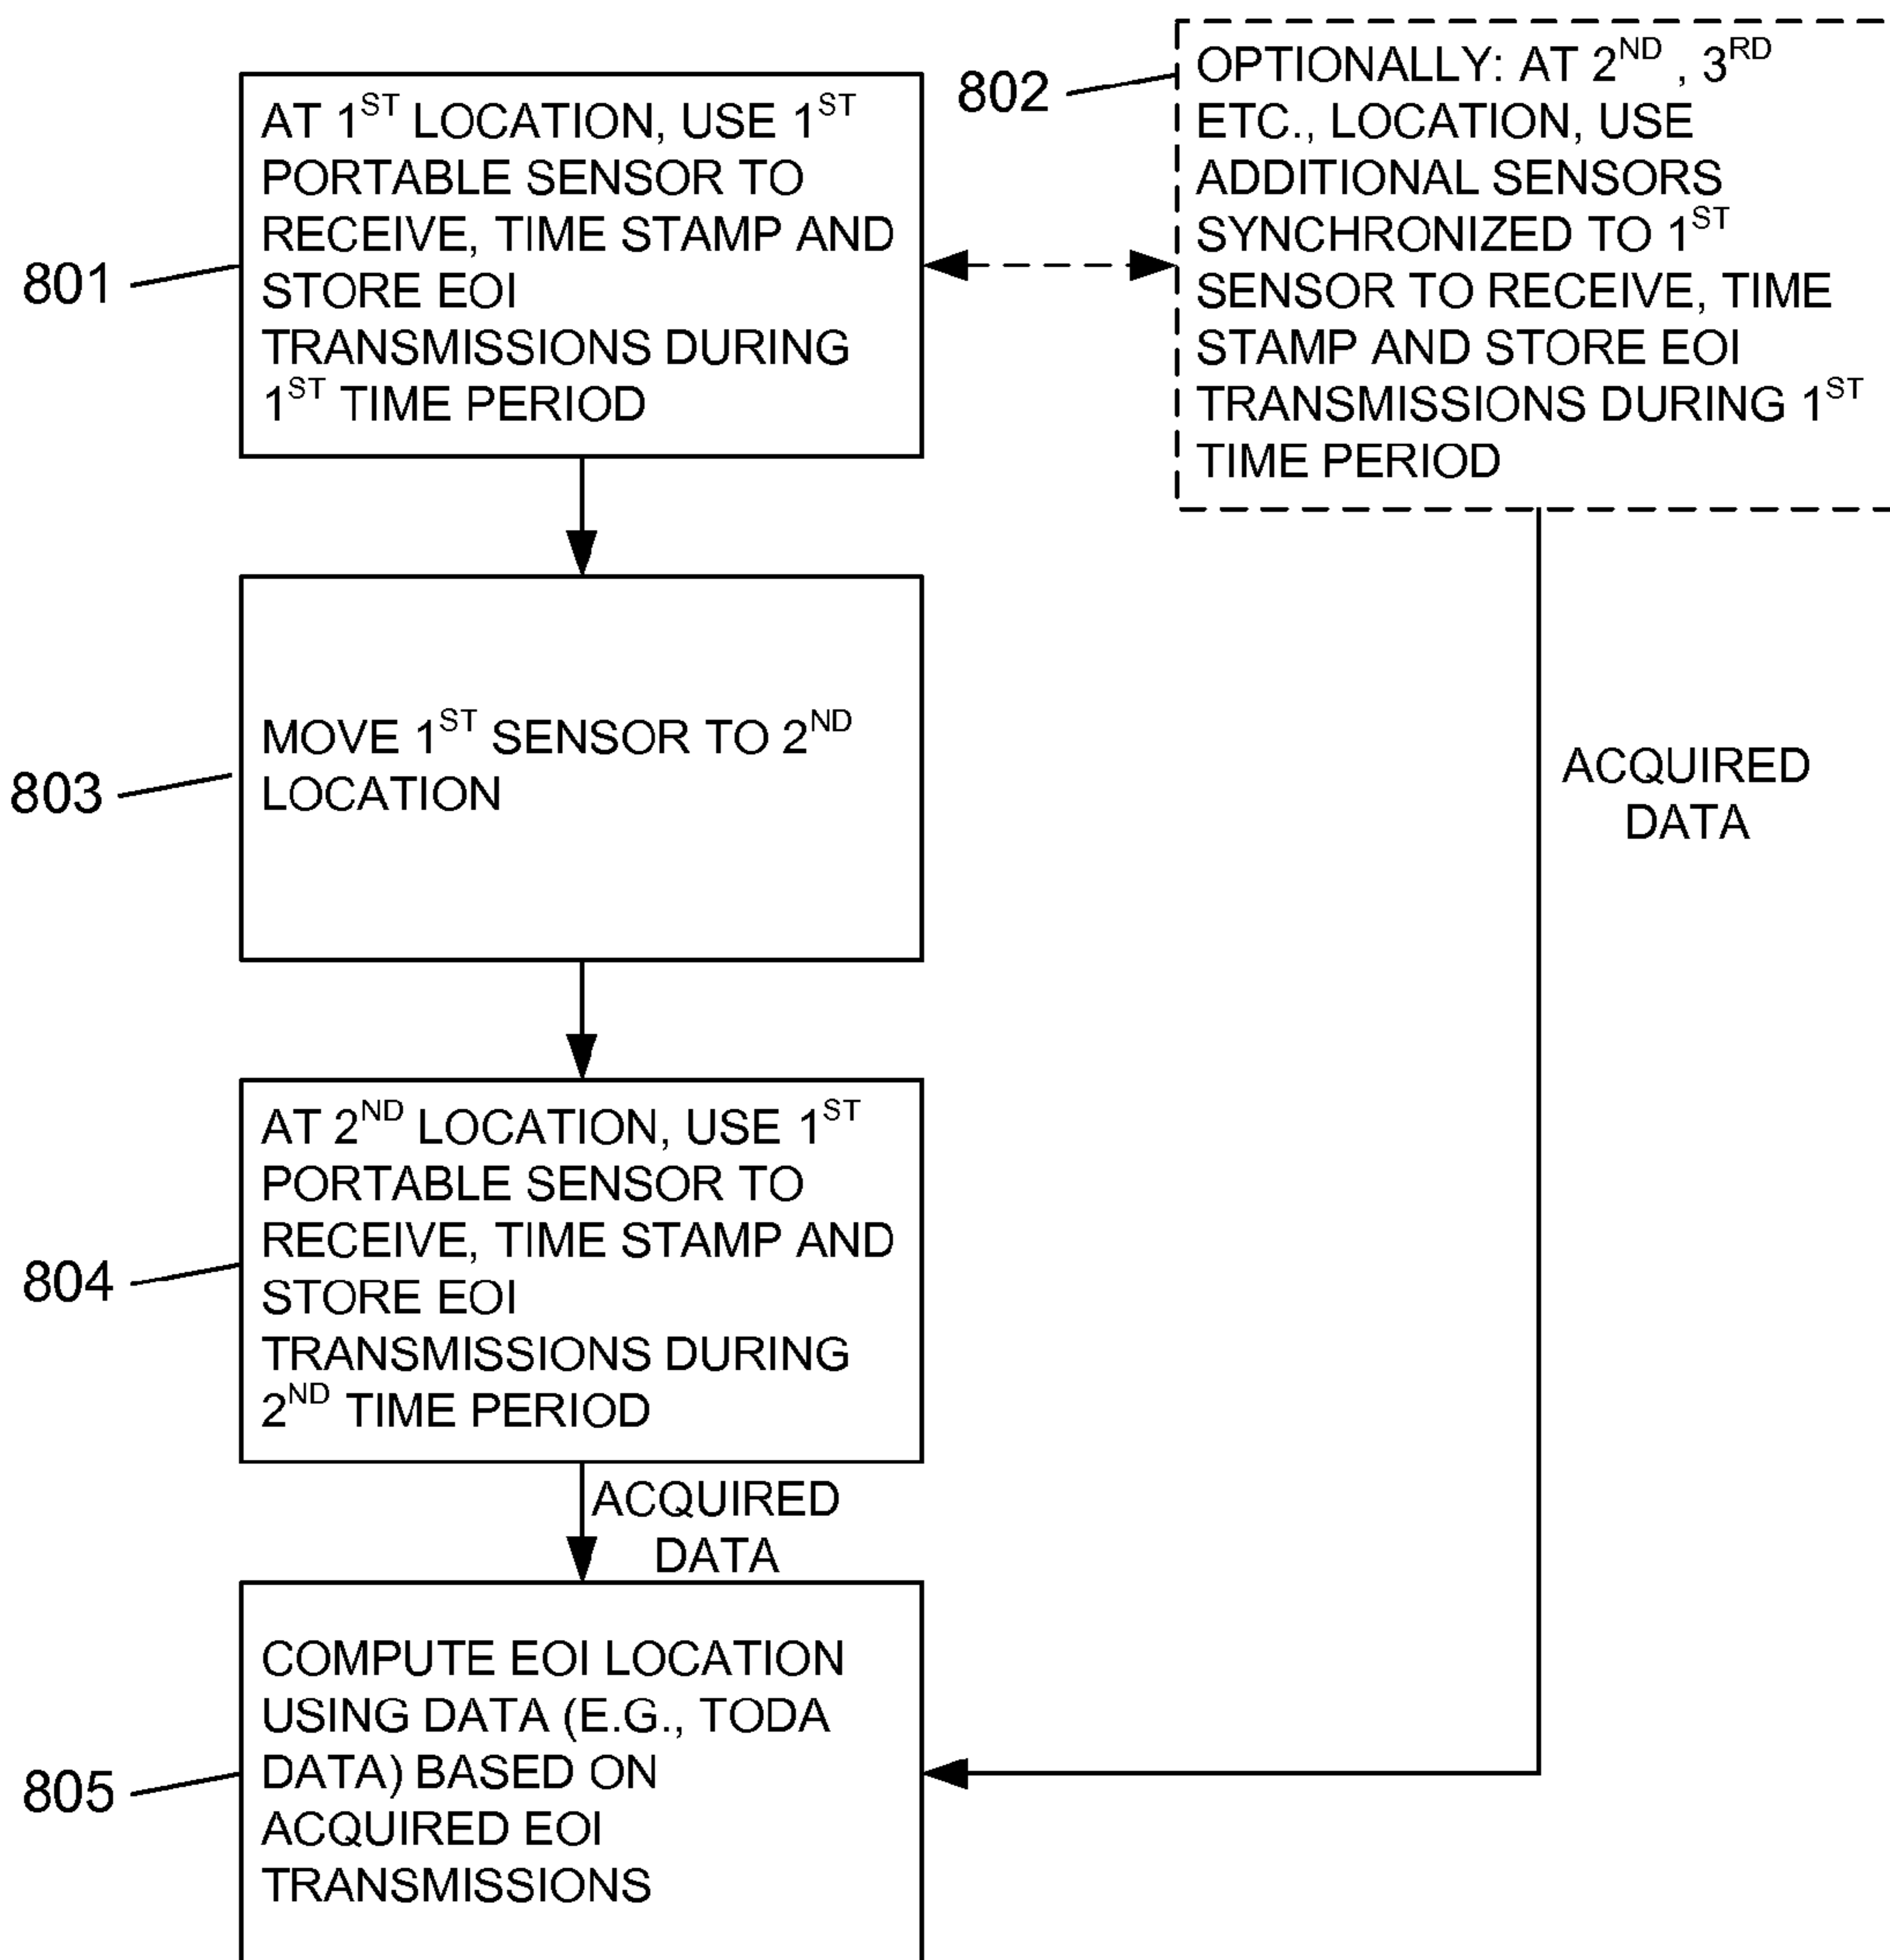 801
AT 1ST LOCATION, USE 1ST
PORTABLE SENSOR TO
RECEIVE, TIME STAMP AND
STORE EOI
TRANSMISSIONS DURING
1ST TIME PERIOD
802
OPTIONALLY: AT 2ND , 3RD
ETC., LOCATION, USE
ADDITIONAL SENSORS
SYNCHRONIZED TO 1ST
SENSOR TO RECEIVE, TIME
STAMP AND STORE EOI
TRANSMISSIONS DURING 1ST
TIME PERIOD
803
MOVE 1ST SENSOR TO 2ND
LOCATION
ACQUIRED
DATA
804
AT 2ND LOCATION, USE 1ST
PORTABLE SENSOR TO
RECEIVE, TIME STAMP AND
STORE EOI
TRANSMISSIONS DURING
2ND TIME PERIOD
ACQUIRED
DATA
805
COMPUTE EOI LOCATION
USING DATA (E.G., TODA
DATA) BASED ON
ACQUIRED EOI
TRANSMISSIONS